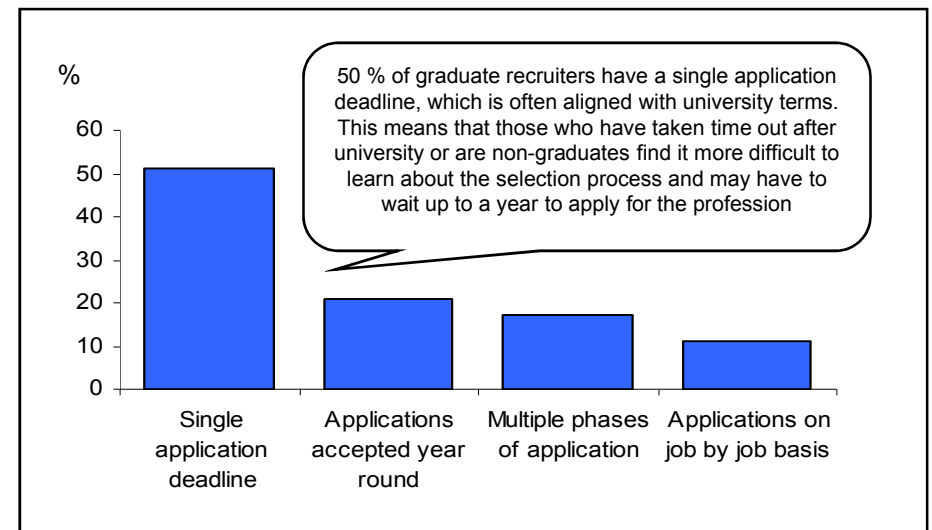 %
50 % of graduate recruiters have a single application
deadline, which is often aligned with university terms.
This means that those who have taken time out after
university or are non-graduates find it more difficult to
learn about the selection process and may have to
wait up to a year to apply for the profession
60
50
40
30
20
10
0
Single
application
deadline
Applications
accepted year
round
Multiple phases
of application
Applications on
job by job basis